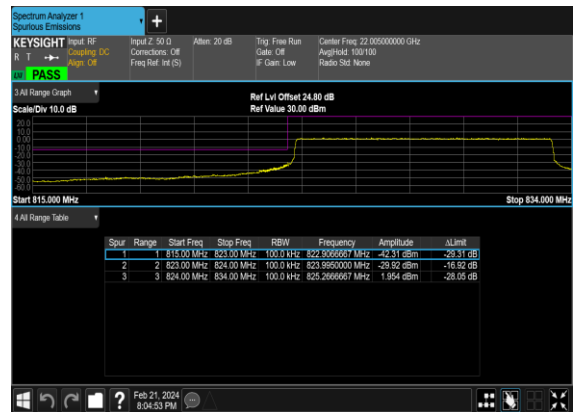 Spectrum Analyzer 1
Spurious Emissions
+
KEYSIGHT Input: RF Input Z: 50 Ω Atten: 20 dB Trig: Free Run Center Freq: 22.005000000 GHz
R T Coupling: DC Corrections: Off Gate: Off Avg|Hold: 100/100
Align: Off Freq Ref: Int (S) IF Gain: Low Radio Std: None
PASS
3 All Range Graph
Ref Lvl Offset 24.80 dB
Scale/Div 10.0 dB Ref Value 30.00 dBm
20.0
10.0
0.00
-10.0
-20.0
-30.0
-40.0
-50.0
-60.0
Start 815.000 MHz Stop 834.000 MHz
4 All Range Table
Spur Range Start Freq Stop Freq RBW Frequency Amplitude ΔLimit
1 1 815.00 MHz 823.00 MHz 100.0 kHz 822.9066667 MHz -42.31 dBm -29.31 dB
2 2 823.00 MHz 824.00 MHz 100.0 kHz 823.9950000 MHz -29.92 dBm -16.92 dB
3 3 824.00 MHz 834.00 MHz 100.0 kHz 825.2666667 MHz 1.954 dBm -28.05 dB
? Feb 21, 2024
8:04:53 PM